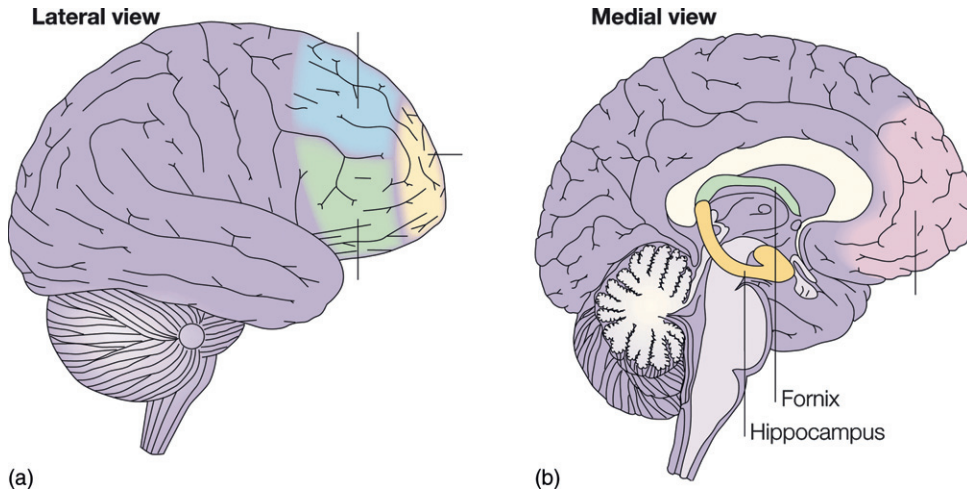 Lateral view
Medial view
Fornix
Hippocampus
(a)
(b)